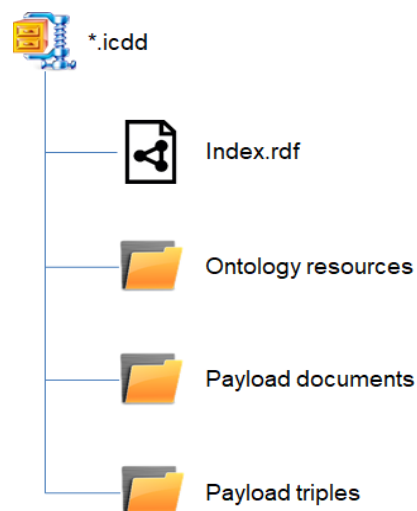 *.icdd
Index.rdf
Ontology resources
Payload documents
Payload triples